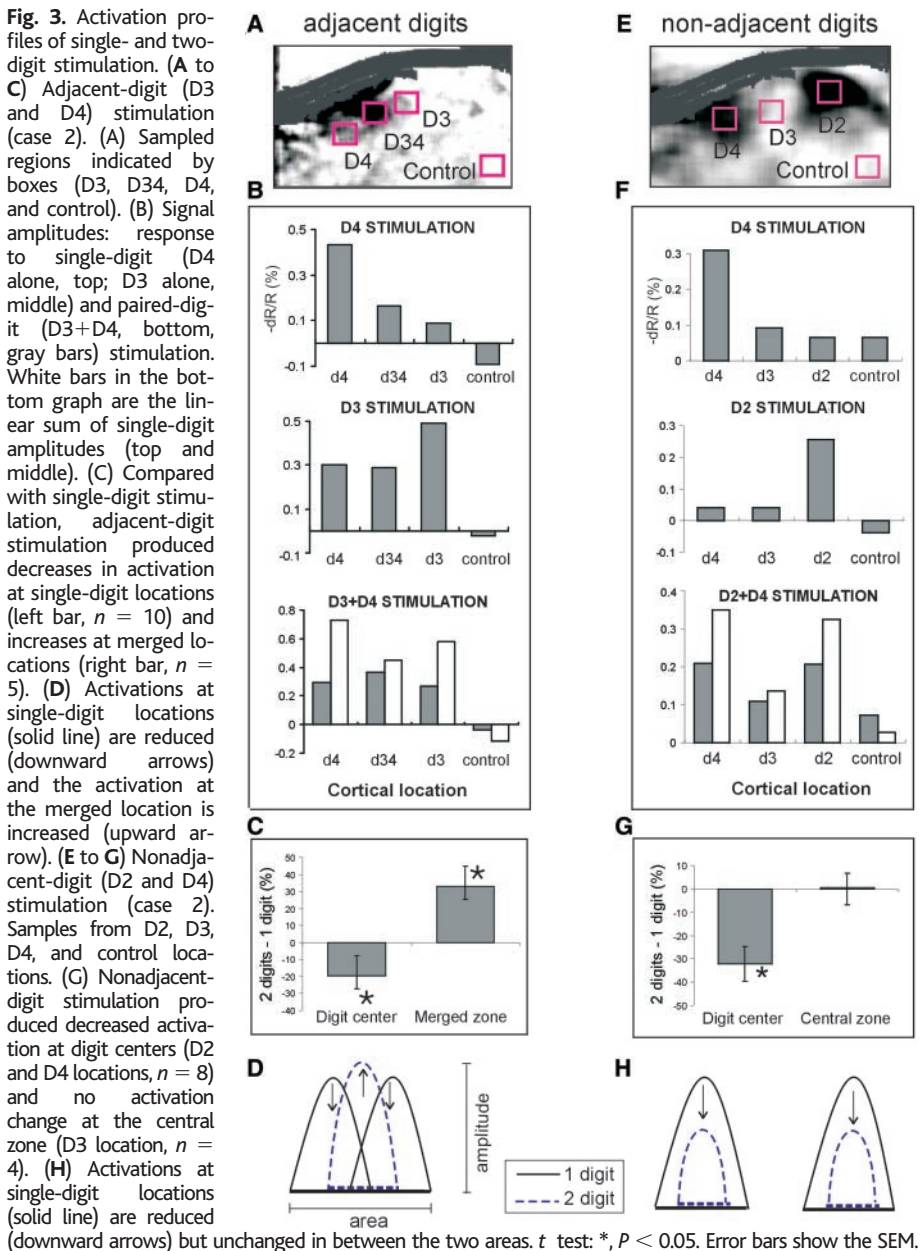 Fig. 3. Activation pro-
files of single- and two-
digit stimulation. (A to
C) Adjacent-digit (D3
and D4) stimulation
(case 2). (A) Sampled
regions indicated by
boxes (D3, D34, D4,
and control). (B) Signal
amplitudes: response
to single-digit (D4
alone, top; D3 alone,
middle) and paired-dig-
it (D3+D4, bottom,
gray bars) stimulation.
White bars in the bot-
tom graph are the lin-
ear sum of single-digit
amplitudes (top and
middle). (C) Compared
with single-digit stimu-
lation, adjacent-digit
stimulation produced
decreases in activation
at single-digit locations
(left bar, n = 10) and
increases at merged lo-
cations (right bar, n =
5). (D) Activations at
single-digit locations
(solid line) are reduced
(downward arrows)
and the activation at
the merged location is
increased (upward ar-
row). (E to G) Nonadja-
cent-digit (D2 and D4)
stimulation (case 2).
Samples from D2, D3,
D4, and control loca-
tions. (G) Nonadjacent-
digit stimulation pro-
duced decreased activa-
tion at digit centers (D2
and D4 locations, n = 8)
and no activation
change at the central
zone (D3 location, n =
4). (H) Activations at
single-digit locations
(solid line) are reduced
(downward arrows) but unchanged in between the two areas. t test: *, P < 0.05. Error bars show the SEM.
A adjacent digits
D3
D34
D4
Control
B
D4 STIMULATION
-dR/R (%)
0.5
0.3
0.1
-0.1
d4 d34 d3 control
D3 STIMULATION
0.5
0.3
0.1
-0.1
d4 d34 d3 control
D3+D4 STIMULATION
0.8
0.6
0.4
0.2
0
-0.2
d4 d34 d3 control
Cortical location
C
2 digits - 1 digit (%)
50
40
30
20
10
0
-10
-20
-30
-40
*
*
Digit center Merged zone
D
amplitude
area
1 digit
2 digit
E non-adjacent digits
D4
D3
D2
Control
F
D4 STIMULATION
-dR/R (%)
0.3
0.2
0.1
0
d4 d3 d2 control
D2 STIMULATION
0.3
0.2
0.1
0
-0.1
d4 d3 d2 control
D2+D4 STIMULATION
0.4
0.3
0.2
0.1
0
d4 d3 d2 control
Cortical location
G
2 digits - 1 digit (%)
10
0
-10
-20
-30
-40
-50
*
Digit center Central zone
H